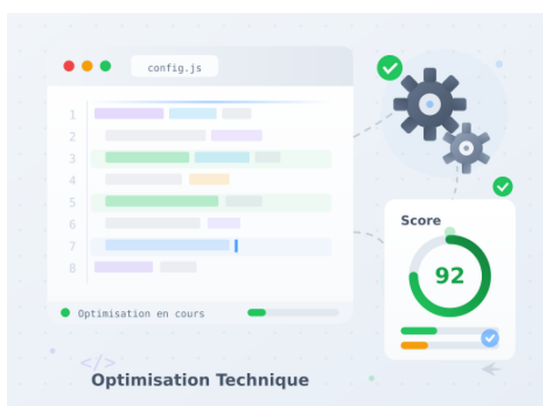 config.js
1
2
3
4
5
6
7
8
Optimisation en cours
Score
92
</>
Optimisation Technique